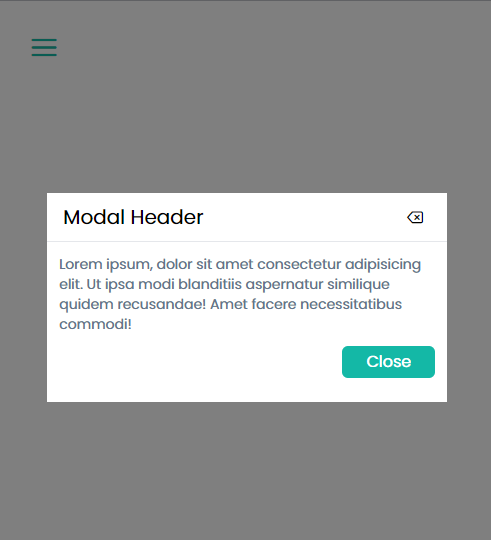 Modal Header
Lorem ipsum, dolor sit amet consectetur adipisicing
elit. Ut ipsa modi blanditiis aspernatur similique
quidem recusandae! Amet facere necessitatibus
commodi!
Close